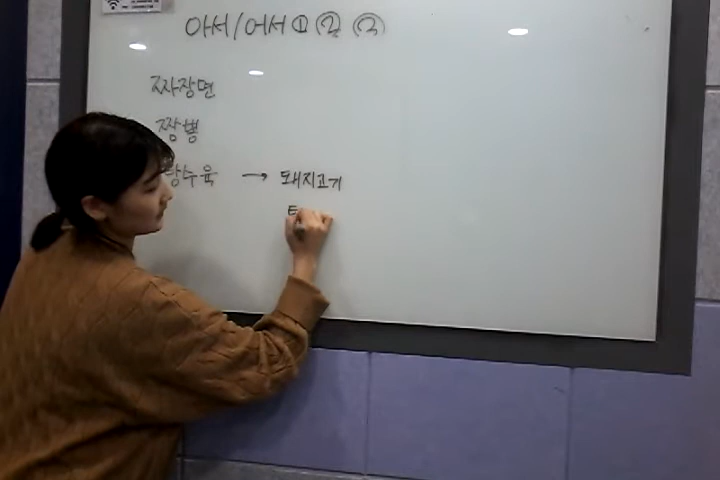 아서/어서 ① ② ③
짜장면
짬뽕
탕수육 → 돼지고기